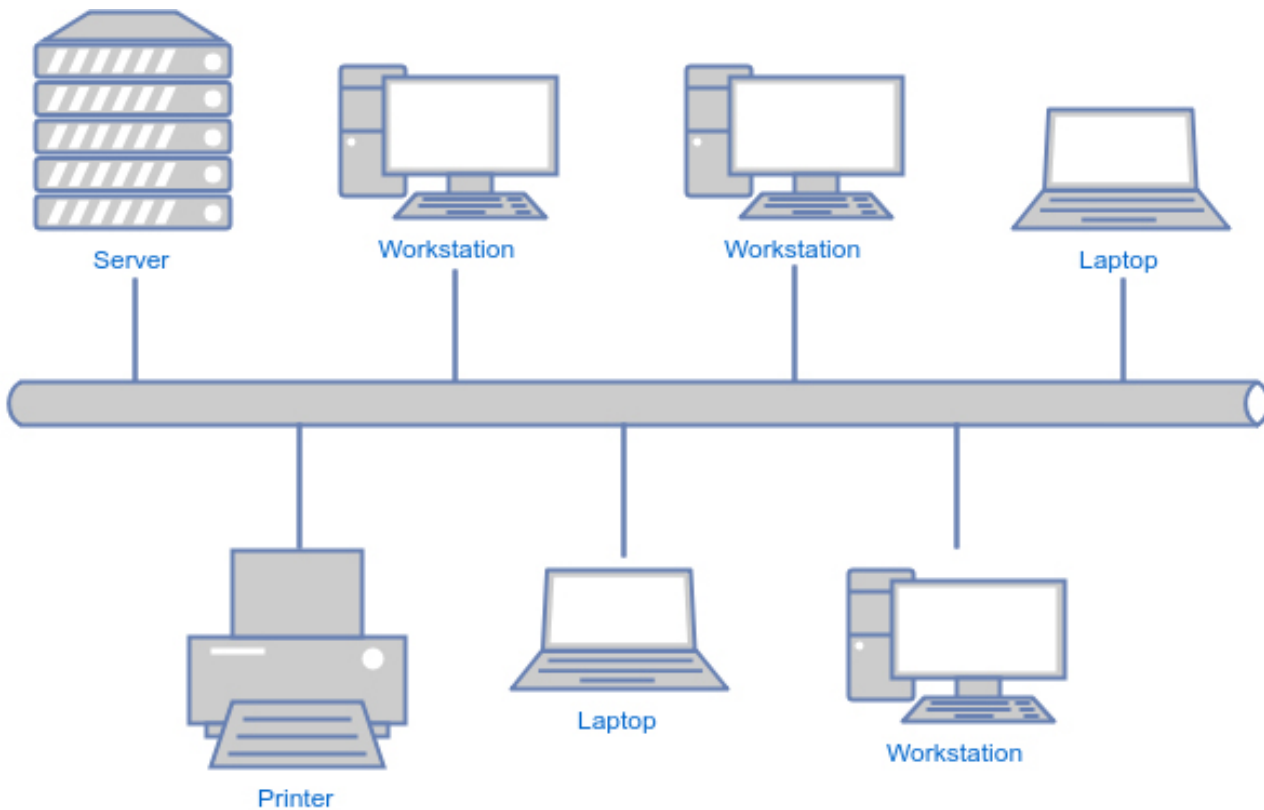 Server
Workstation
Workstation
Laptop
Printer
Laptop
Workstation